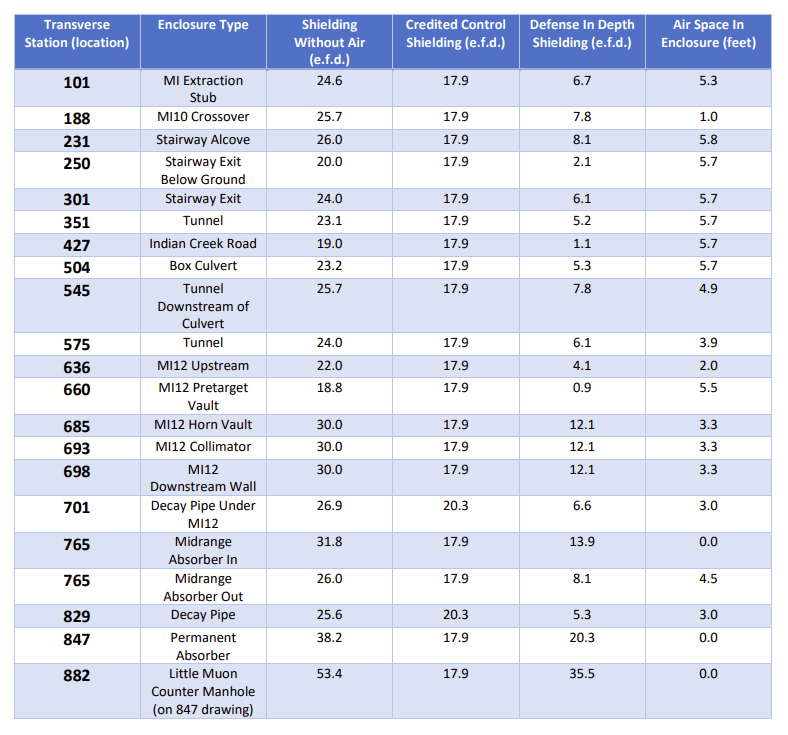 Transverse Station (location) | Enclosure Type | Shielding Without Air (e.f.d.) | Credited Control Shielding (e.f.d.) | Defense In Depth Shielding (e.f.d.) | Air Space In Enclosure (feet)
101 | MI Extraction Stub | 24.6 | 17.9 | 6.7 | 5.3
188 | MI10 Crossover | 25.7 | 17.9 | 7.8 | 1.0
231 | Stairway Alcove | 26.0 | 17.9 | 8.1 | 5.8
250 | Stairway Exit Below Ground | 20.0 | 17.9 | 2.1 | 5.7
301 | Stairway Exit | 24.0 | 17.9 | 6.1 | 5.7
351 | Tunnel | 23.1 | 17.9 | 5.2 | 5.7
427 | Indian Creek Road | 19.0 | 17.9 | 1.1 | 5.7
504 | Box Culvert | 23.2 | 17.9 | 5.3 | 5.7
545 | Tunnel Downstream of Culvert | 25.7 | 17.9 | 7.8 | 4.9
575 | Tunnel | 24.0 | 17.9 | 6.1 | 3.9
636 | MI12 Upstream | 22.0 | 17.9 | 4.1 | 2.0
660 | MI12 Pretarget Vault | 18.8 | 17.9 | 0.9 | 5.5
685 | MI12 Horn Vault | 30.0 | 17.9 | 12.1 | 3.3
693 | MI12 Collimator | 30.0 | 17.9 | 12.1 | 3.3
698 | MI12 Downstream Wall | 30.0 | 17.9 | 12.1 | 3.3
701 | Decay Pipe Under MI12 | 26.9 | 20.3 | 6.6 | 3.0
765 | Midrange Absorber In | 31.8 | 17.9 | 13.9 | 0.0
765 | Midrange Absorber Out | 26.0 | 17.9 | 8.1 | 4.5
829 | Decay Pipe | 25.6 | 20.3 | 5.3 | 3.0
847 | Permanent Absorber | 38.2 | 17.9 | 20.3 | 0.0
882 | Little Muon Counter Manhole (on 847 drawing) | 53.4 | 17.9 | 35.5 | 0.0